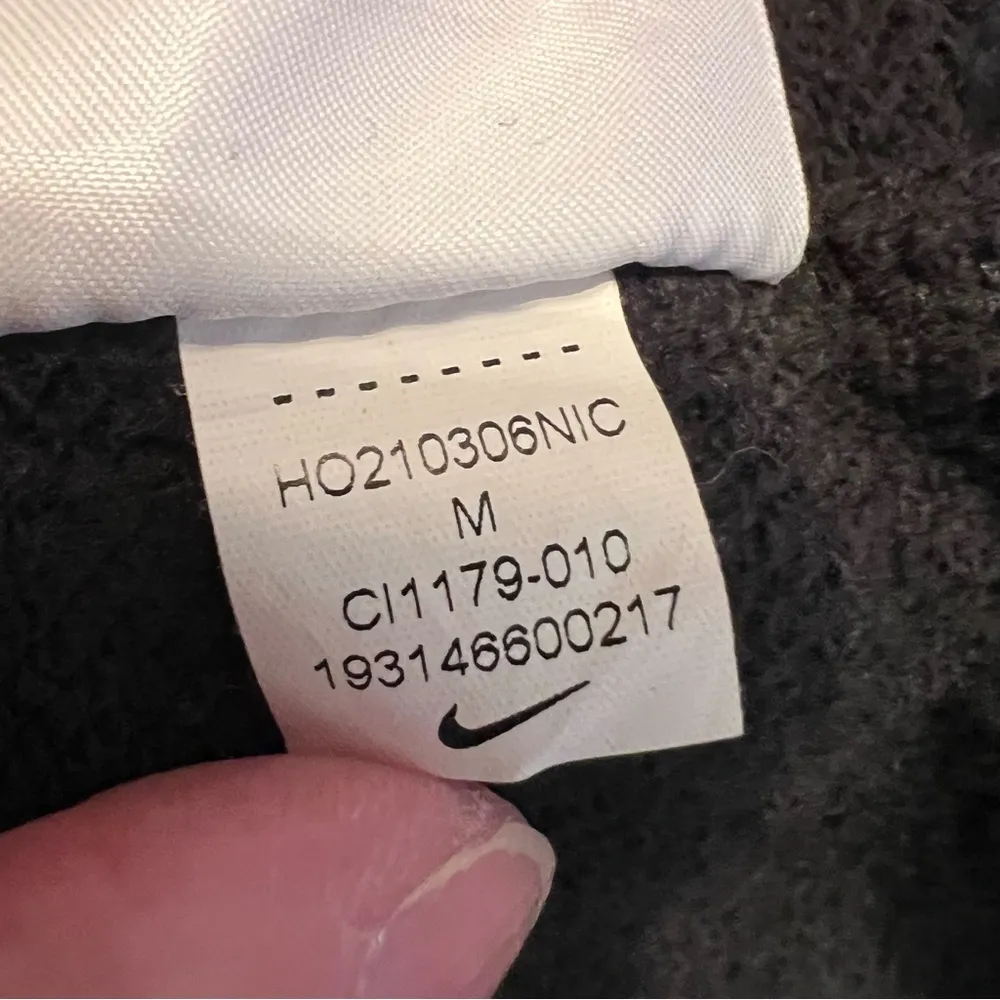 --------
HO210306NIC
M
CI1179-010
193146600217